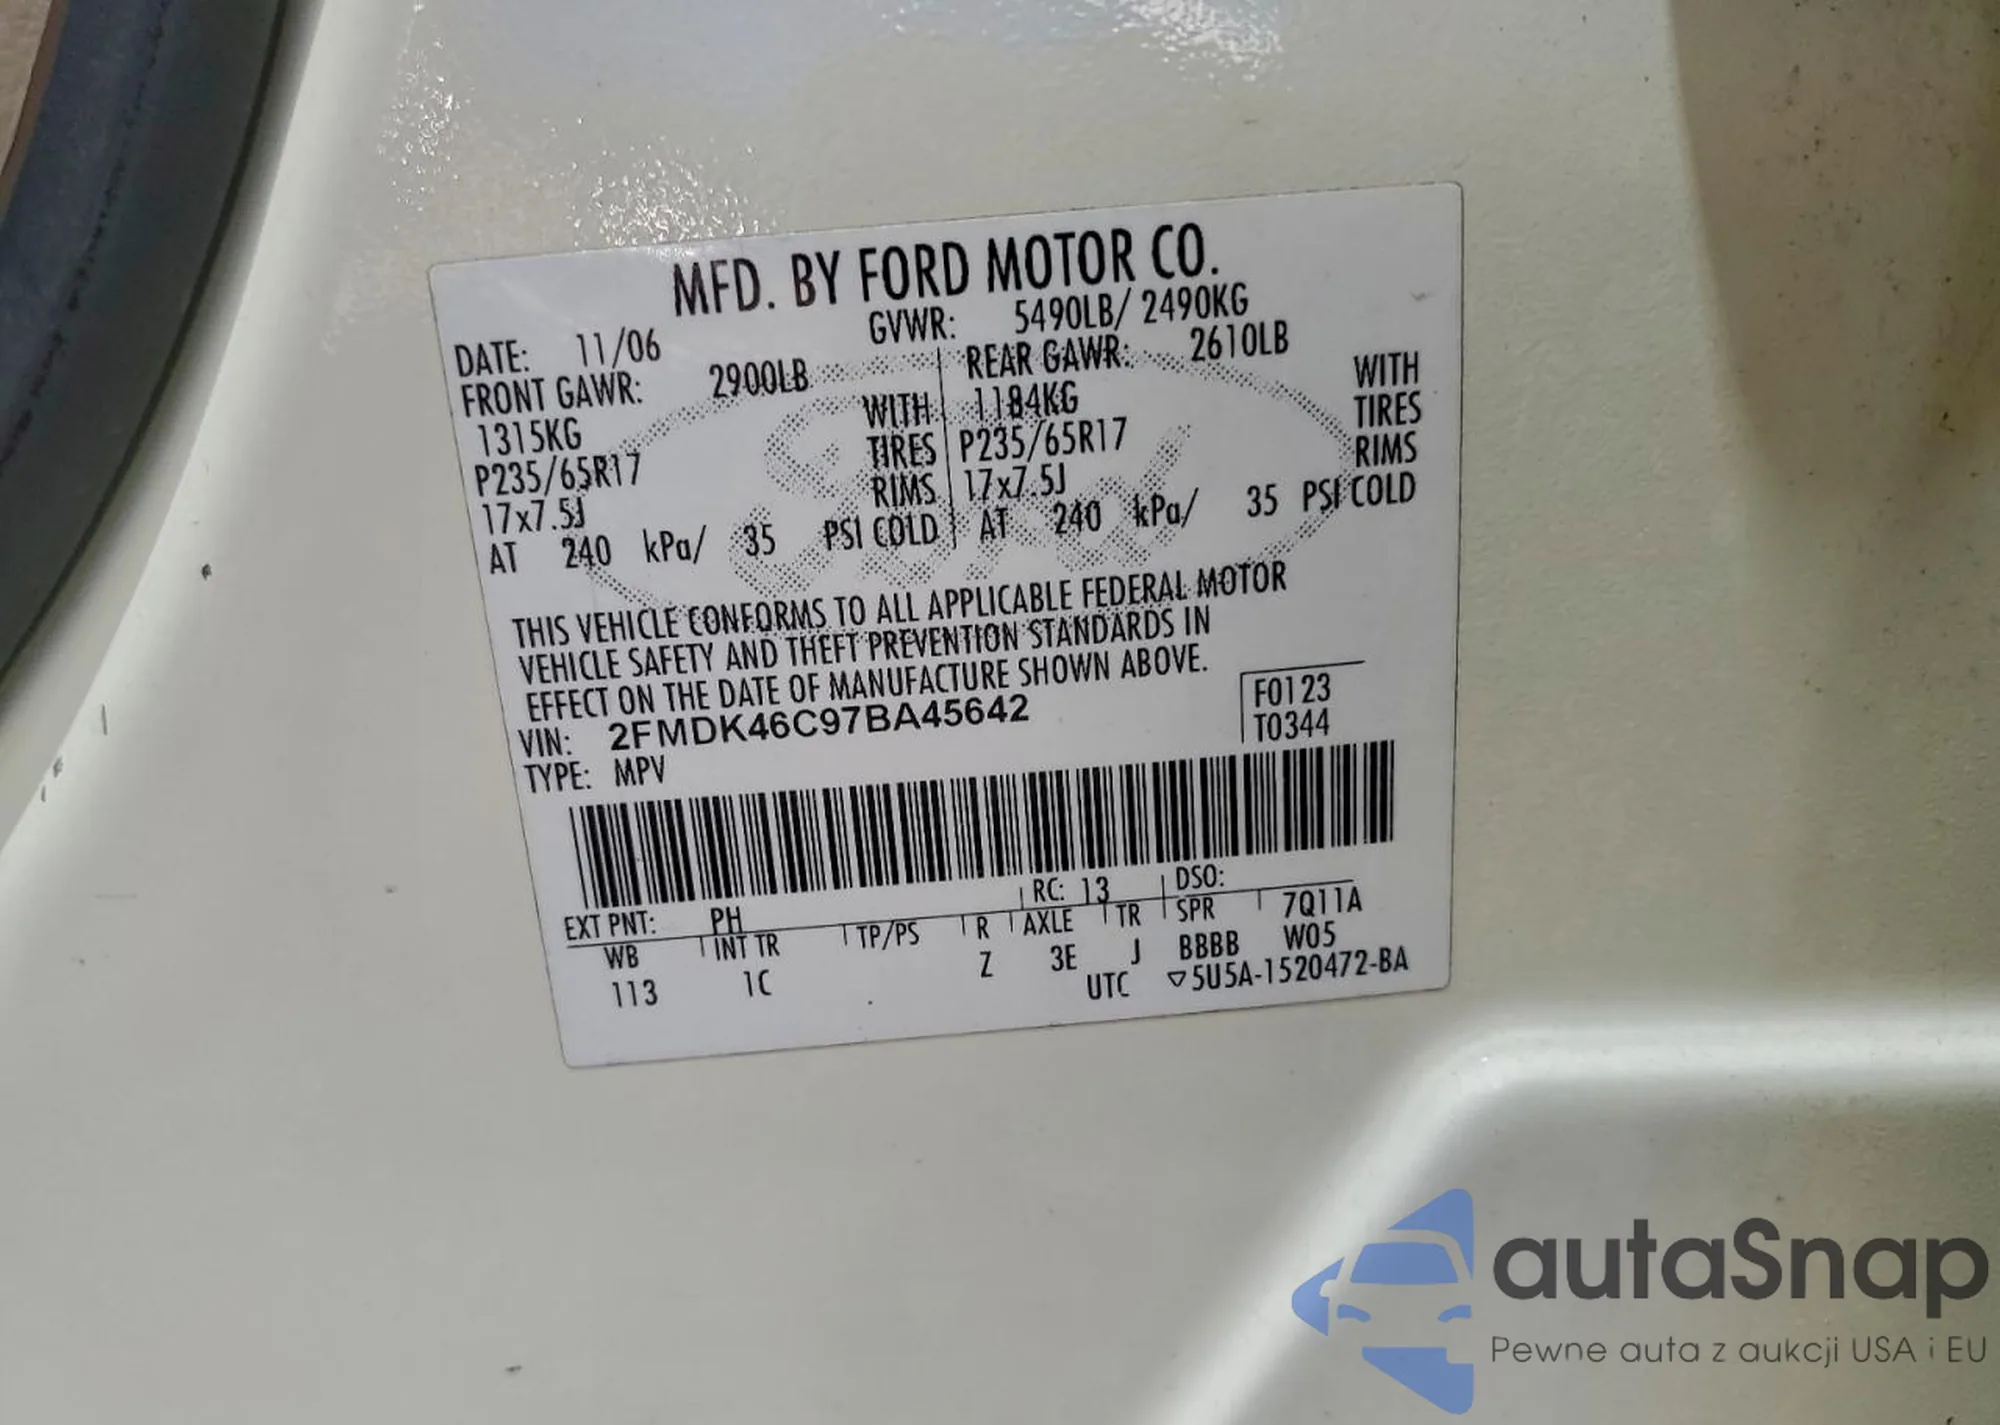 MFD. BY FORD MOTOR CO.
DATE: 11/06 GVWR: 5490LB/ 2490KG
FRONT GAWR: 2900LB REAR GAWR: 2610LB
1315KG WITH 1184KG WITH
P235/65R17 TIRES P235/65R17 TIRES
17x7.5J RIMS 17x7.5J RIMS
AT 240 kPa/ 35 PSI COLD AT 240 kPa/ 35 PSI COLD
THIS VEHICLE CONFORMS TO ALL APPLICABLE FEDERAL MOTOR
VEHICLE SAFETY AND THEFT PREVENTION STANDARDS IN
EFFECT ON THE DATE OF MANUFACTURE SHOWN ABOVE.
VIN: 2FMDK46C97BA45642 F0123
TYPE: MPV T0344
EXT PNT: PH RC: 13 DSO:
WB INT TR TP/PS R AXLE TR SPR 7Q11A
113 1C Z 3E J BBBB W05
UTC ▽5U5A-1520472-BA
autaSnap
Pewne auta z aukcji USA i EU